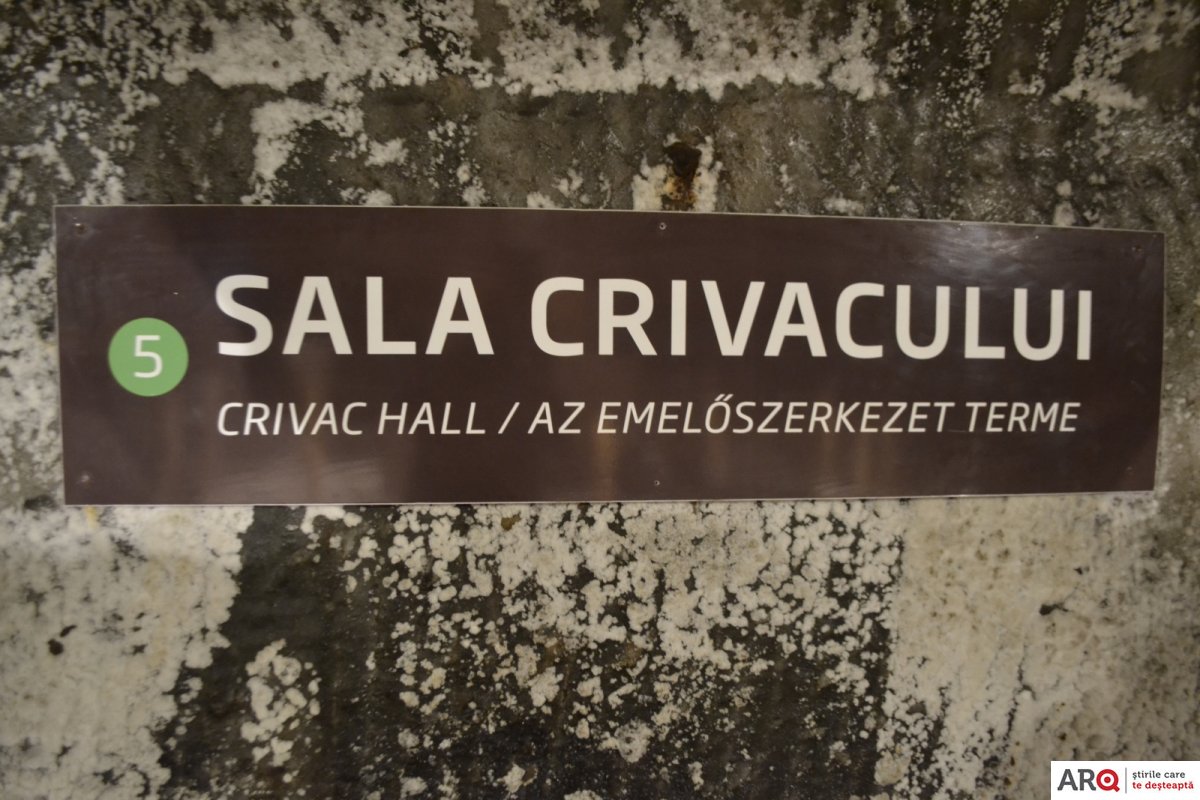 5
SALA CRIVACULUI
CRIVAC HALL / AZ EMELŐSZERKEZET TERME
ARQ
știrile care
te deșteaptă